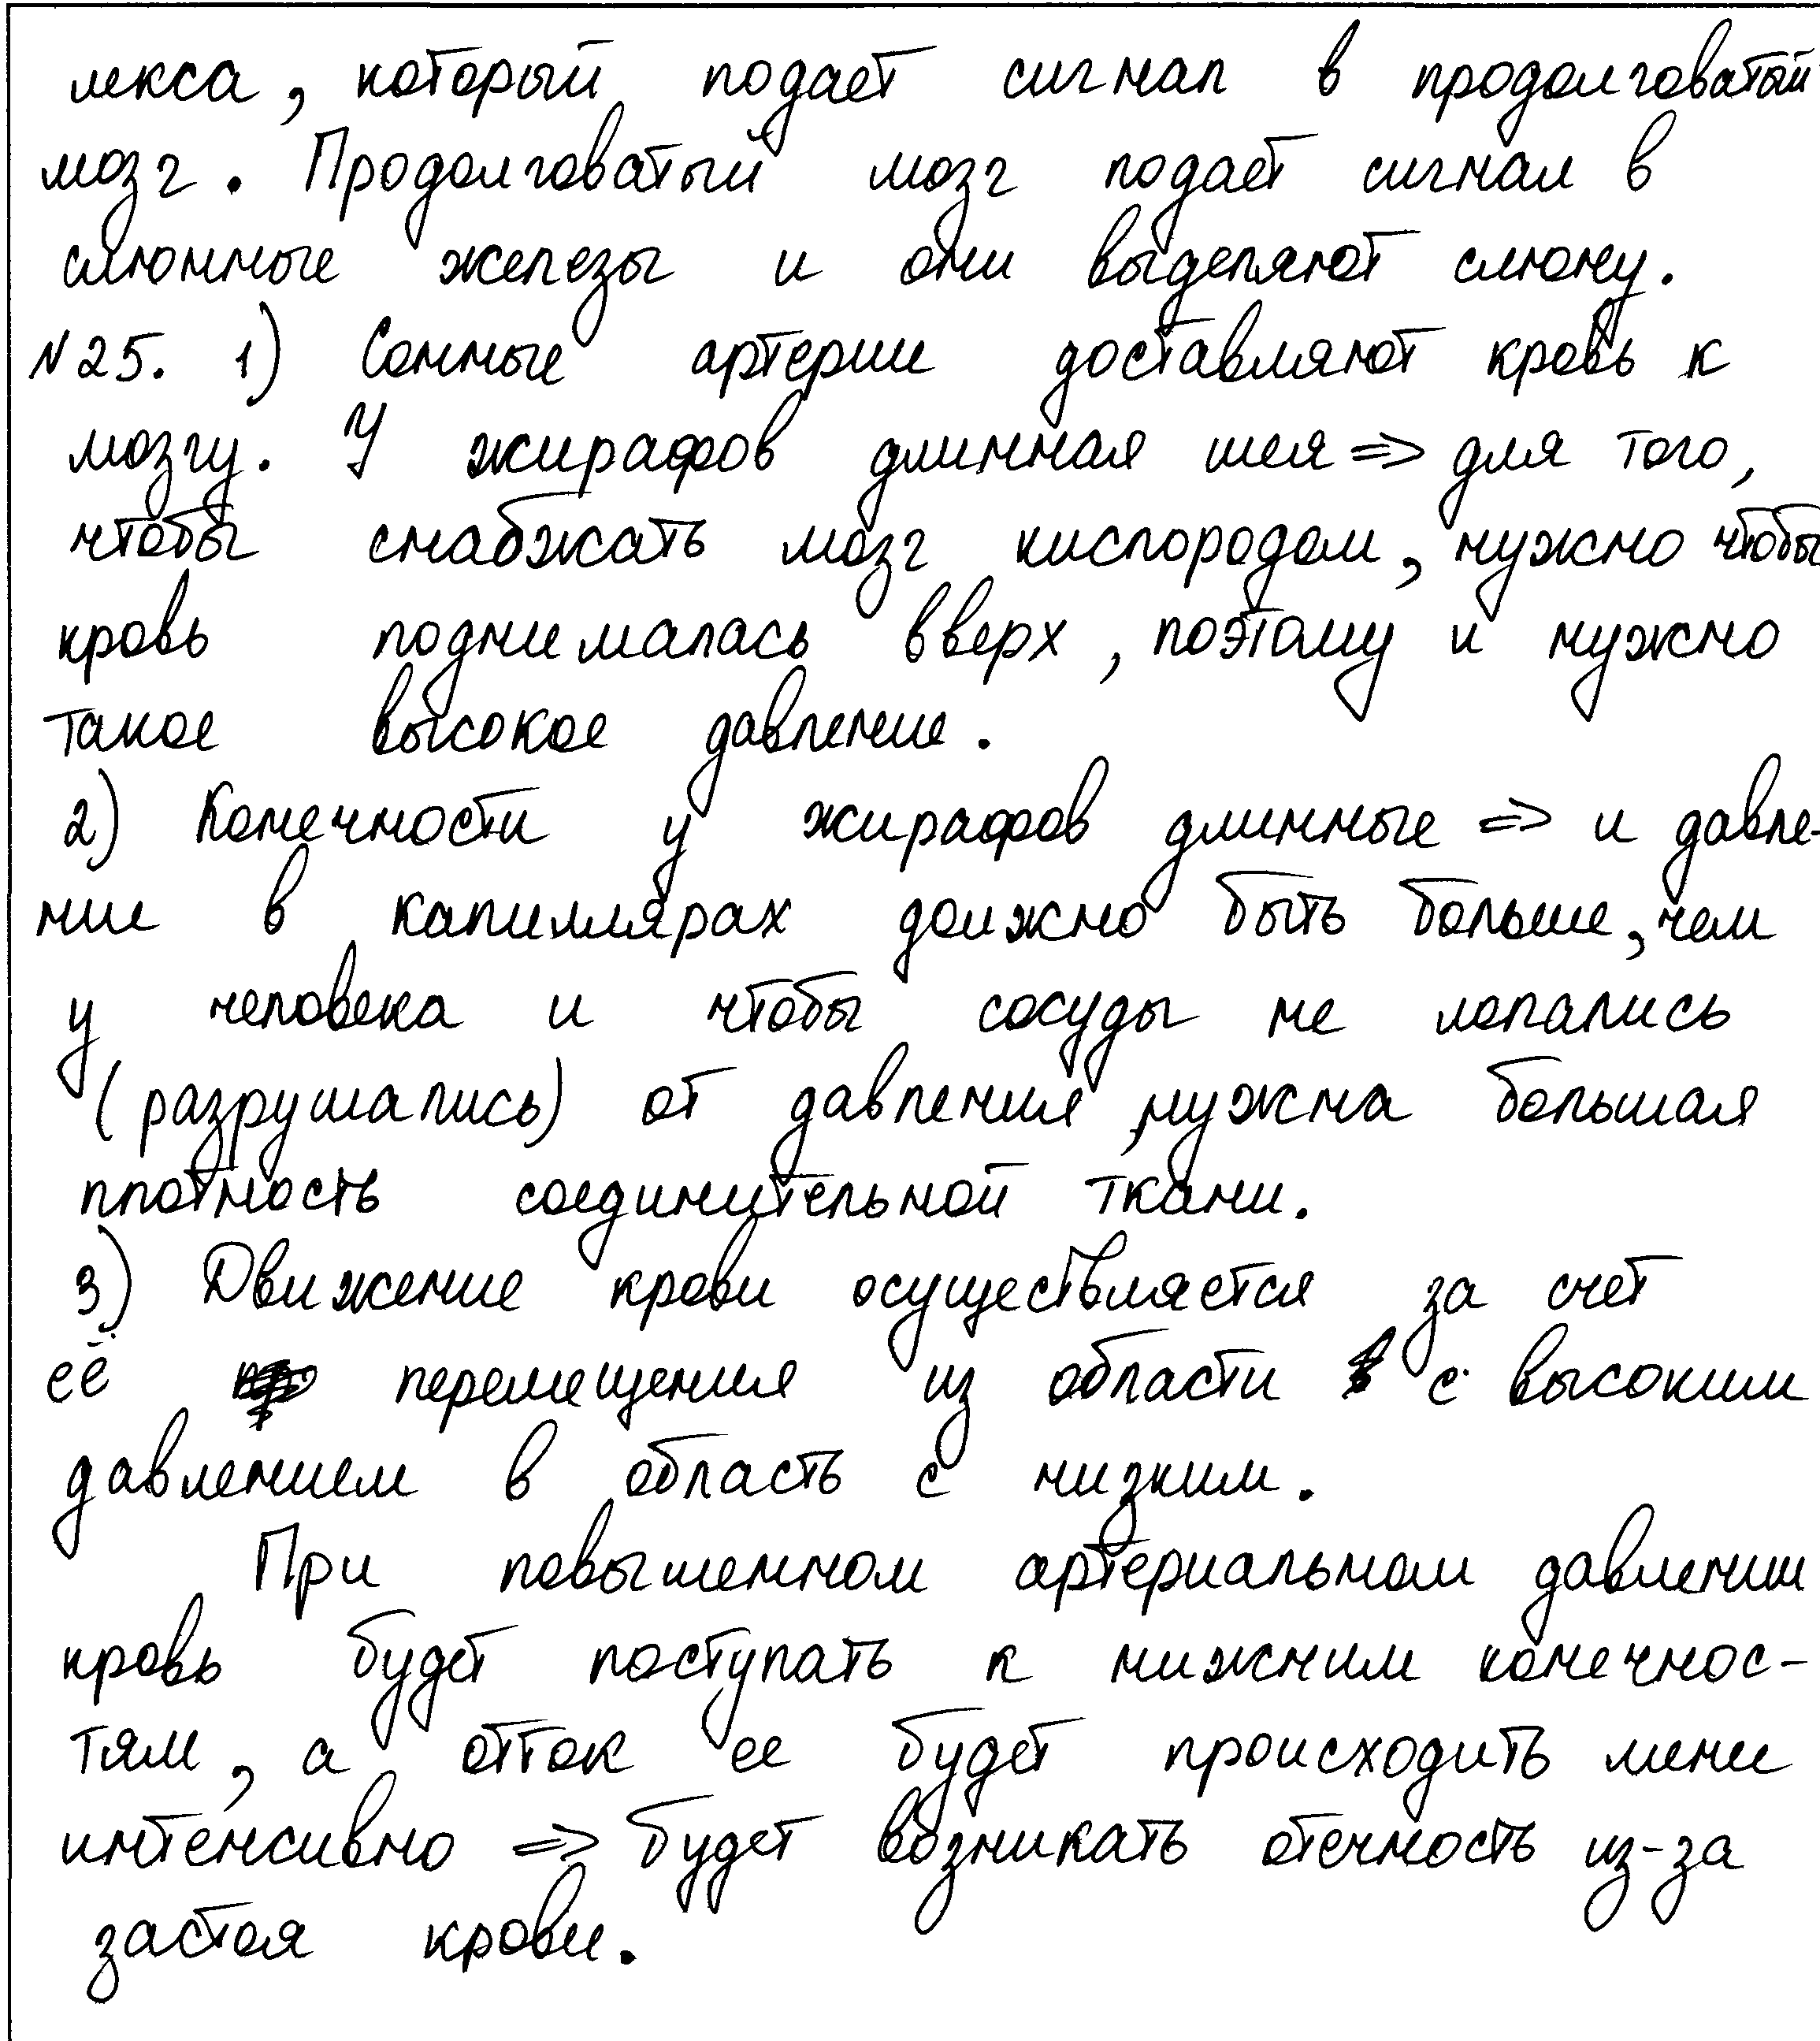 лекса, который подает сигнал в продолговатый
мозг. Продолговатый мозг подает сигнал в
слюнные железы и они выделяют слюну.
№25. 1) Сонные артерии доставляют кровь к
мозгу. У жирафов длинная шея => для того,
чтобы снабжать мозг кислородом, нужно чтобы
кровь поднималась вверх, поэтому и нужно
такое высокое давление.
2) Конечности у жирафов длинные => и давле-
ние в капиллярах должно быть больше, чем
у человека и чтобы сосуды не лопались
(разрушались) от давления, нужна большая
плотность соединительной ткани.
3) Движение крови осуществляется за счет
её перемещения из области с высоким
давлением в область с низким.
При повышенном артериальном давлении
кровь будет поступать к нижним конечнос-
тям, а отток ее будет происходить мене
интенсивно => будет возникать отечность из-за
застоя крови.